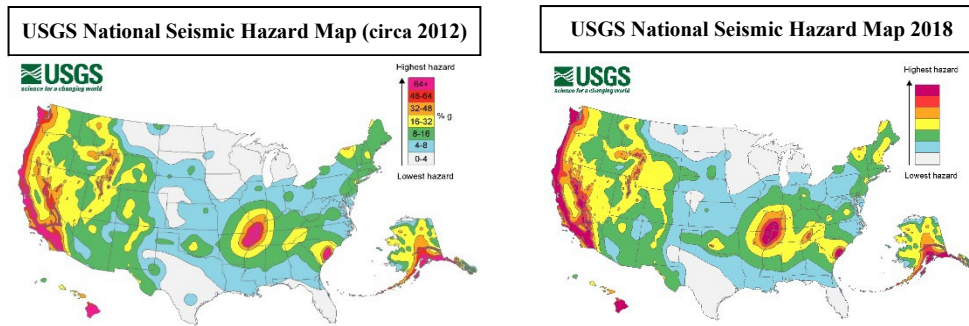 USGS National Seismic Hazard Map (circa 2012)
USGS National Seismic Hazard Map 2018
USGS
science for a changing world
Highest hazard
64+
48-64
32-48
16-32
8-16
4-8
0-4
% g
Lowest hazard
USGS
science for a changing world
Highest hazard
Lowest hazard